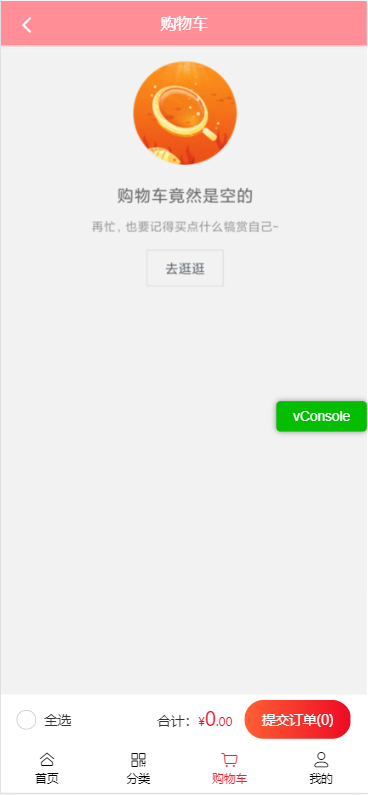 购物车
购物车竟然是空的
再忙，也要记得买点什么犒赏自己~
去逛逛
vConsole
全选 合计：¥0.00 提交订单(0)
首页 分类 购物车 我的